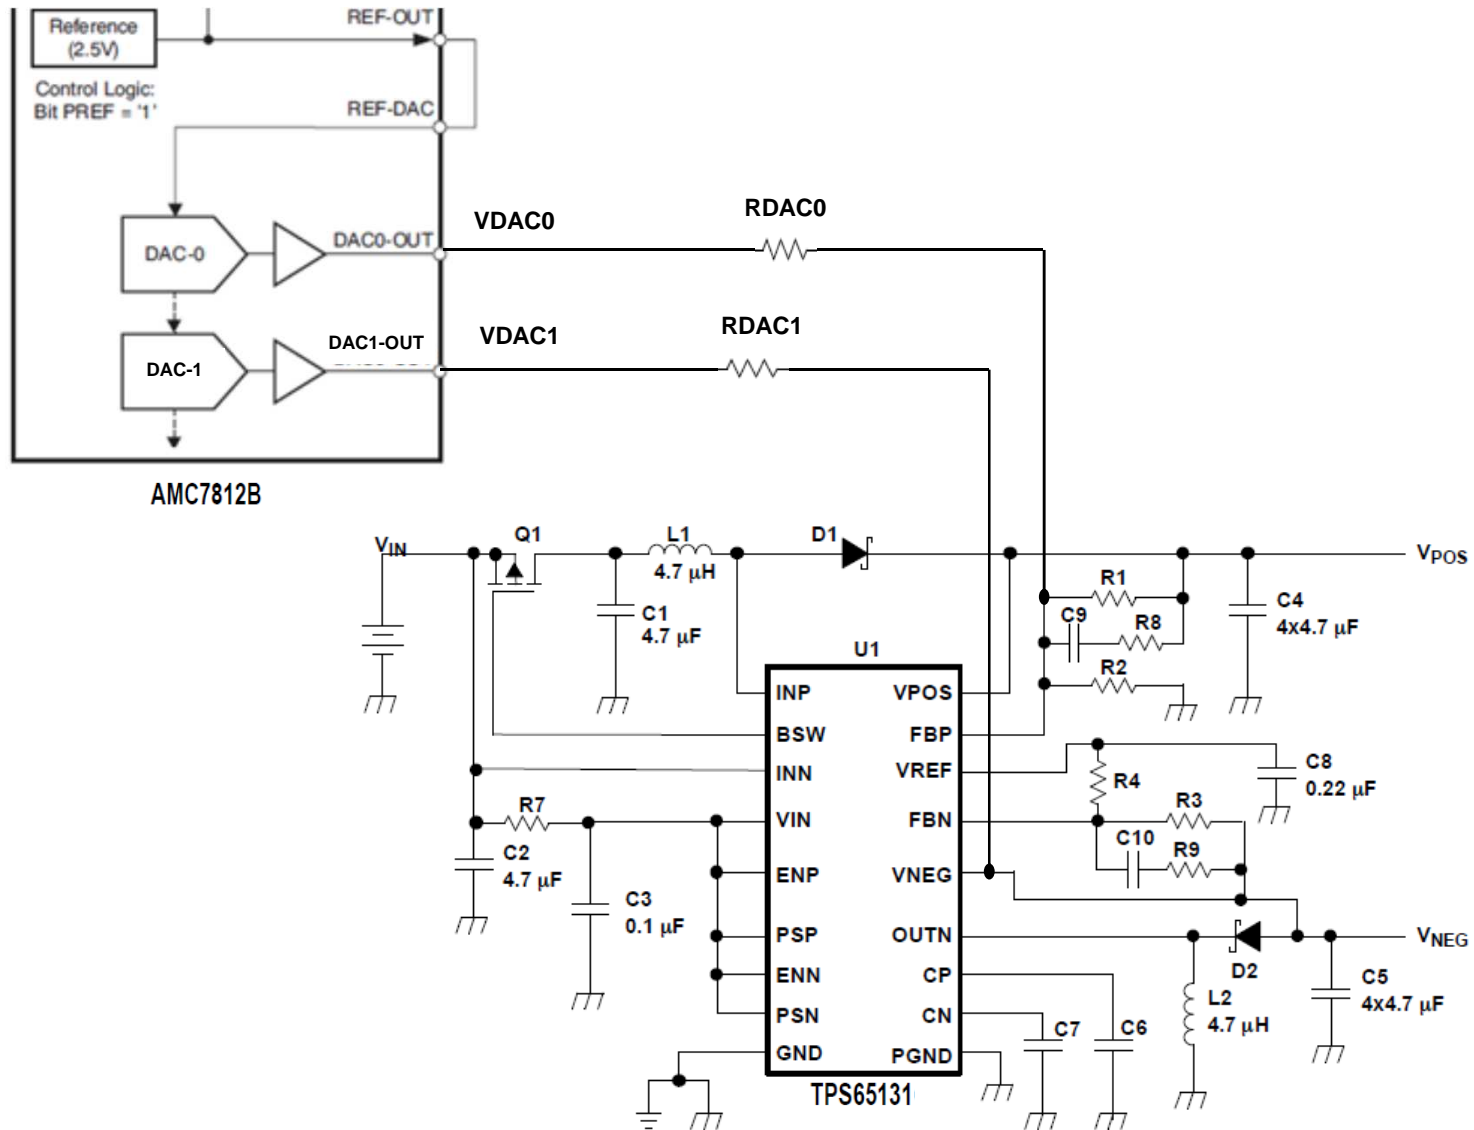 Reference
(2.5V)
REF-OUT
Control Logic:
Bit PREF = '1'
REF-DAC
VDAC0
RDAC0
DAC-0
DAC0-OUT
VDAC1
RDAC1
DAC-1
DAC1-OUT
AMC7812B
VIN
Q1
L1
4.7 µH
D1
VPOS
C1
4.7 µF
R1
C9
R8
R2
C4
4x4.7 µF
U1
INP
VPOS
BSW
FBP
INN
VREF
R4
C8
0.22 µF
R7
VIN
FBN
R3
C10
R9
C2
4.7 µF
ENP
VNEG
C3
0.1 µF
PSP
OUTN
VNEG
D2
ENN
CP
L2
4.7 µH
C5
4x4.7 µF
PSN
CN
C7
C6
GND
PGND
TPS65131